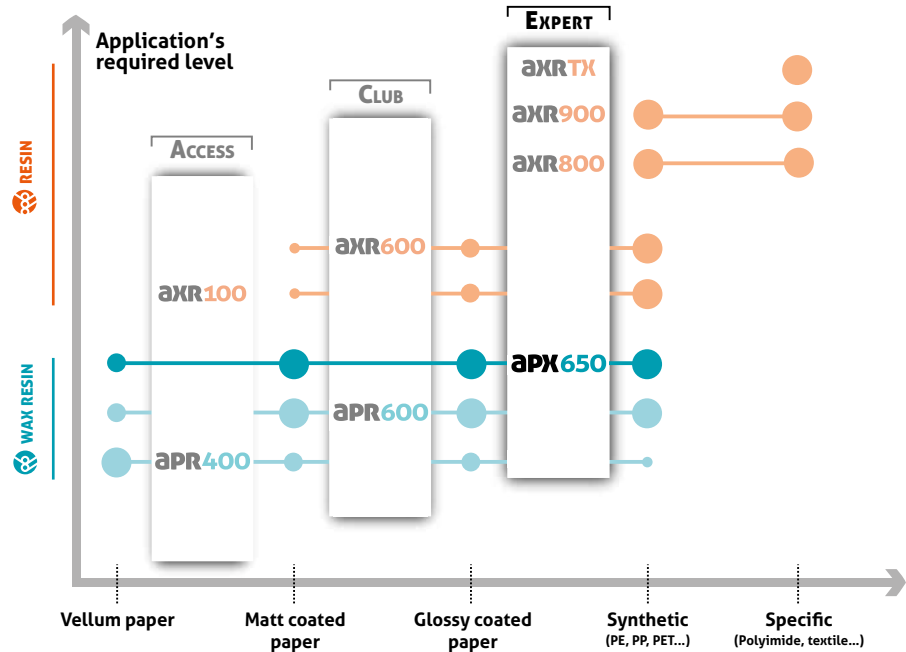 EXPERT
Application's
required level
aXRTX
CLUB
aXR900
RESIN
ACCESS
aXR800
aXR600
aXR100
aPX650
WAX RESIN
aPR600
aPR400
Vellum paper
Matt coated
paper
Glossy coated
paper
Synthetic
(PE, PP, PET...)
Specific
(Polyimide, textile...)